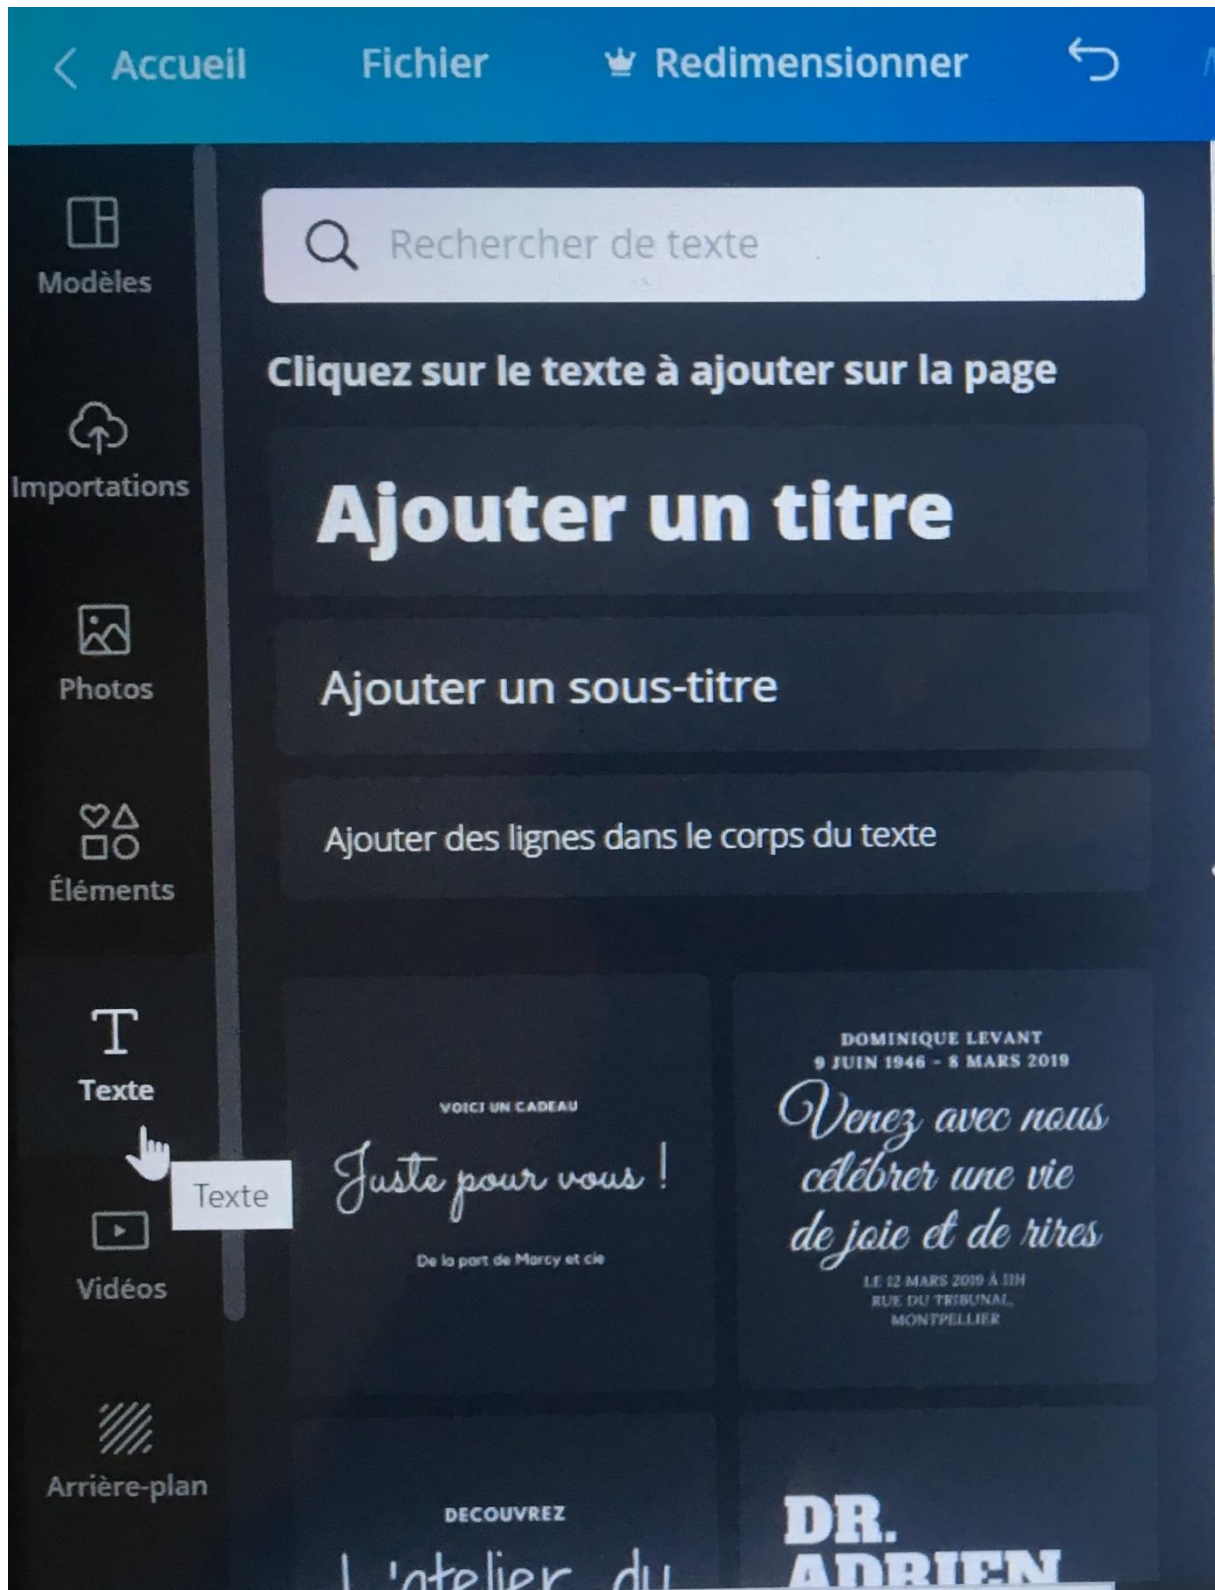 Accueil
Fichier
Redimensionner
Modèles
Importations
Photos
Éléments
Texte
Texte
Vidéos
Arrière-plan
Rechercher de texte
Cliquez sur le texte à ajouter sur la page
Ajouter un titre
Ajouter un sous-titre
Ajouter des lignes dans le corps du texte
VOICI UN CADEAU
Juste pour vous !
De la part de Marcy et cie
DOMINIQUE LEVANT
9 JUIN 1946 - 8 MARS 2019
Venez avec nous
célébrer une vie
de joie et de rires
LE 12 MARS 2019 À 11H
RUE DU TRIBUNAL,
MONTPELLIER
DECOUVREZ
L'atelier du
DR.
ADRIEN